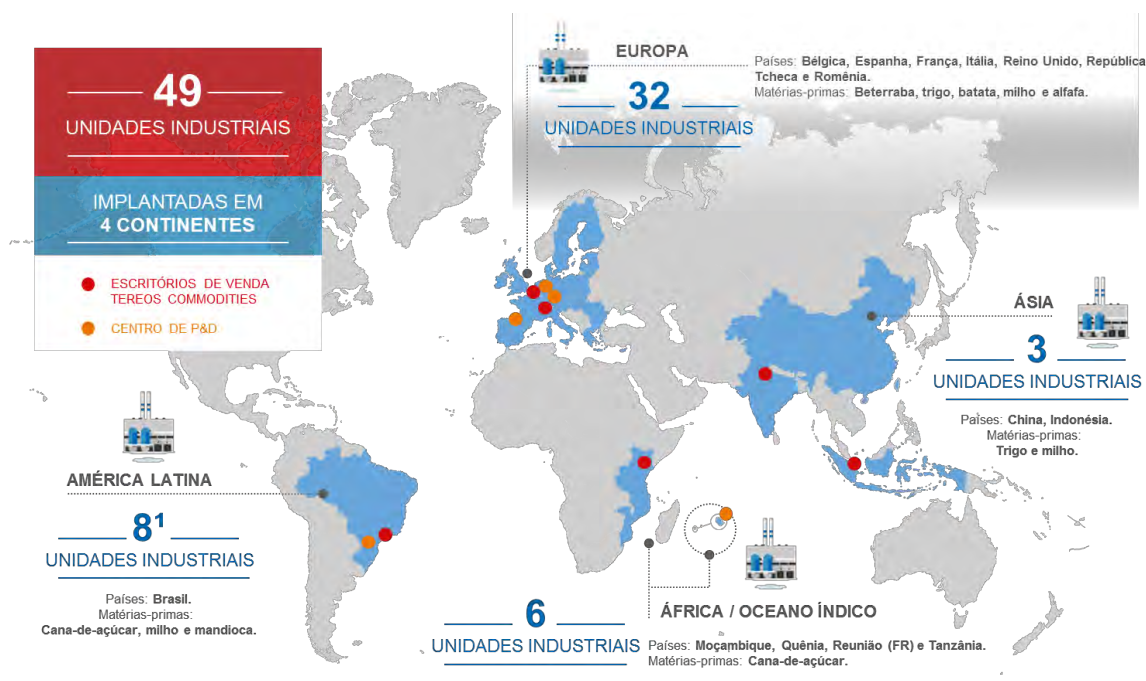 49
UNIDADES INDUSTRIAIS
IMPLANTADAS EM
4 CONTINENTES
ESCRITÓRIOS DE VENDA
TEREOS COMMODITIES
CENTRO DE P&D
EUROPA
32
UNIDADES INDUSTRIAIS
Países: Bélgica, Espanha, França, Itália, Reino Unido, República
Tcheca e Romênia.
Matérias-primas: Beterraba, trigo, batata, milho e alfafa.
ÁSIA
3
UNIDADES INDUSTRIAIS
Países: China, Indonésia.
Matérias-primas:
Trigo e milho.
AMÉRICA LATINA
8¹
UNIDADES INDUSTRIAIS
Países: Brasil.
Matérias-primas:
Cana-de-açúcar, milho e mandioca.
ÁFRICA / OCEANO ÍNDICO
6
UNIDADES INDUSTRIAIS
Países: Moçambique, Quênia, Reunião (FR) e Tanzânia.
Matérias-primas: Cana-de-açúcar.